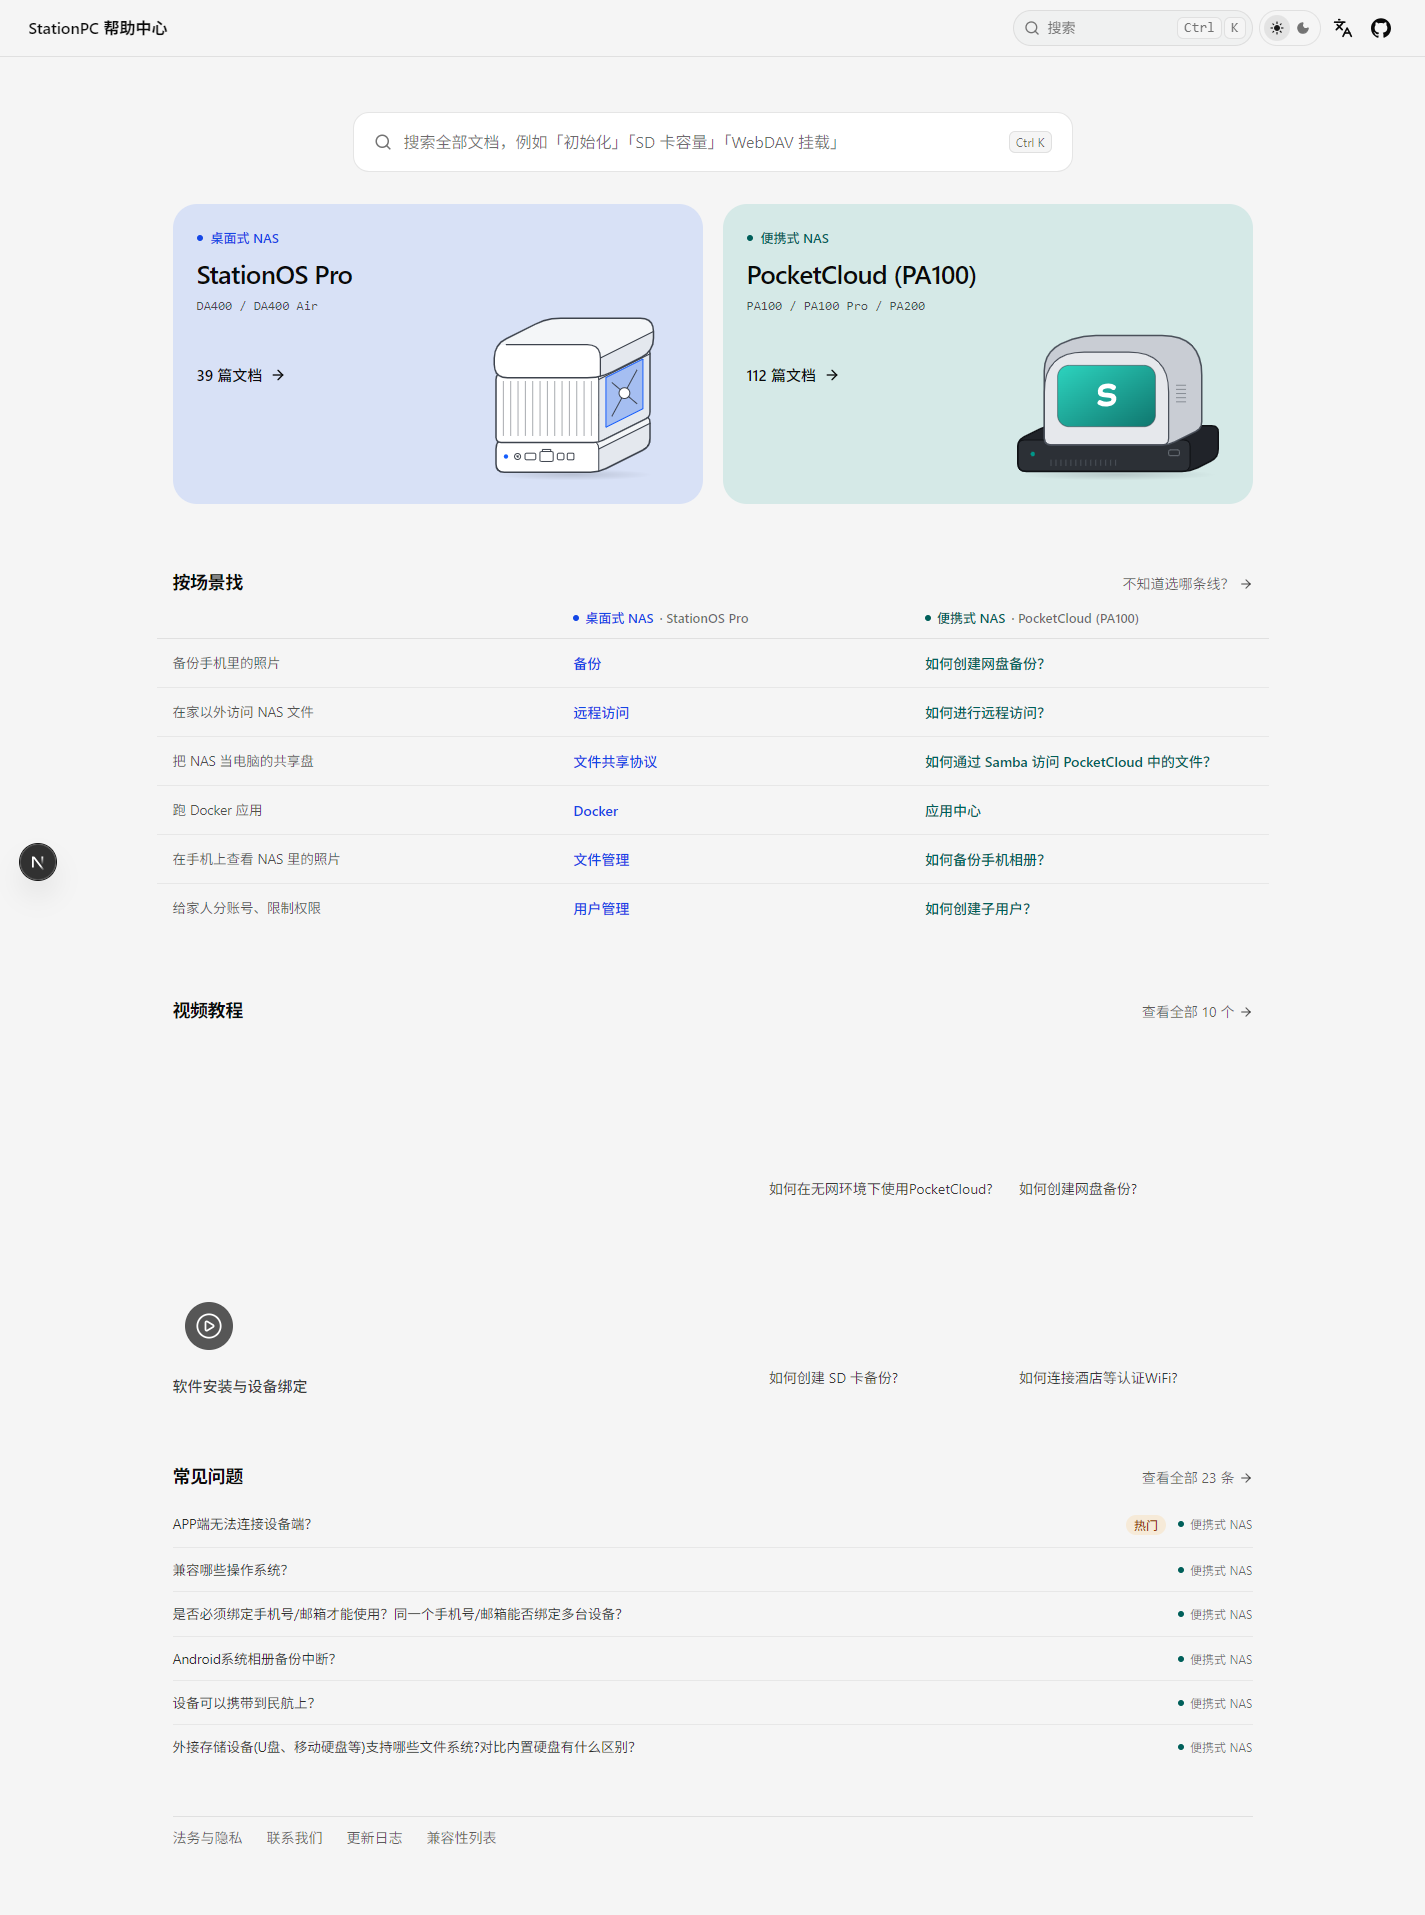 StationPC 帮助中心
搜索
Ctrl K
搜索全部文档，例如「初始化」「SD 卡容量」「WebDAV 挂载」
Ctrl K
桌面式 NAS
StationOS Pro
DA400 / DA400 Air
39 篇文档
便携式 NAS
PocketCloud (PA100)
PA100 / PA100 Pro / PA200
112 篇文档
S
按场景找
不知道选哪条线？
桌面式 NAS · StationOS Pro
便携式 NAS · PocketCloud (PA100)
备份手机里的照片
备份
如何创建网盘备份？
在家以外访问 NAS 文件
远程访问
如何进行远程访问？
把 NAS 当电脑的共享盘
文件共享协议
如何通过 Samba 访问 PocketCloud 中的文件？
跑 Docker 应用
Docker
应用中心
在手机上查看 NAS 里的照片
文件管理
如何备份手机相册？
给家人分账号、限制权限
用户管理
如何创建子用户？
N
视频教程
查看全部 10 个
如何在无网环境下使用PocketCloud?
如何创建网盘备份?
软件安装与设备绑定
如何创建 SD 卡备份?
如何连接酒店等认证WiFi?
常见问题
查看全部 23 条
APP端无法连接设备端？
热门
便携式 NAS
兼容哪些操作系统？
便携式 NAS
是否必须绑定手机号/邮箱才能使用？同一个手机号/邮箱能否绑定多台设备？
便携式 NAS
Android系统相册备份中断？
便携式 NAS
设备可以携带到民航上？
便携式 NAS
外接存储设备(U盘、移动硬盘等)支持哪些文件系统?对比内置硬盘有什么区别？
便携式 NAS
法务与隐私
联系我们
更新日志
兼容性列表